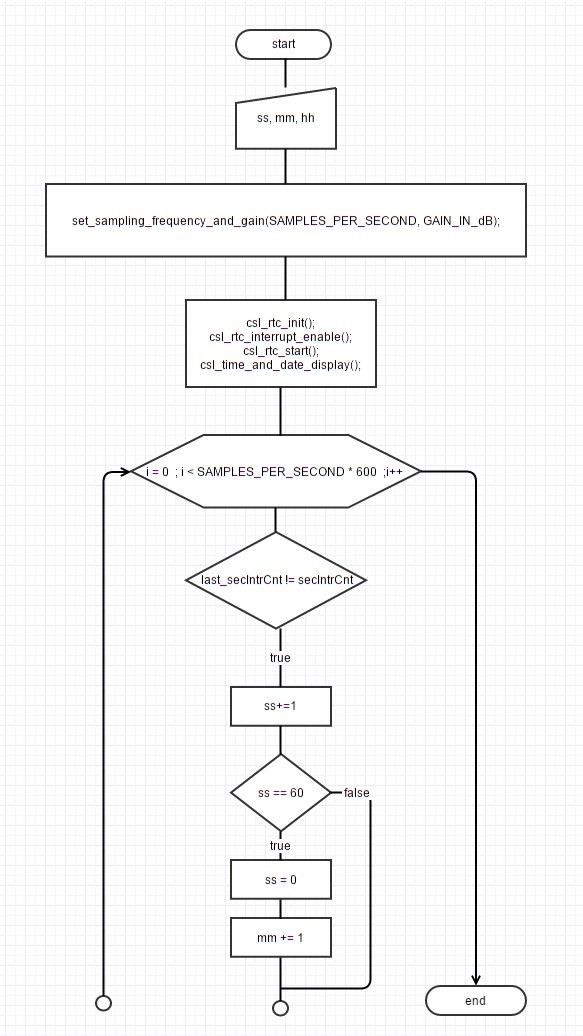 start
ss, mm, hh
set_sampling_frequency_and_gain(SAMPLES_PER_SECOND, GAIN_IN_dB);
csl_rtc_init();
csl_rtc_interrupt_enable();
csl_rtc_start();
csl_time_and_date_display();
i = 0 ; i < SAMPLES_PER_SECOND * 600 ;i++
last_secIntrCnt != secIntrCnt
true
ss+=1
ss == 60
false
true
ss = 0
mm += 1
end